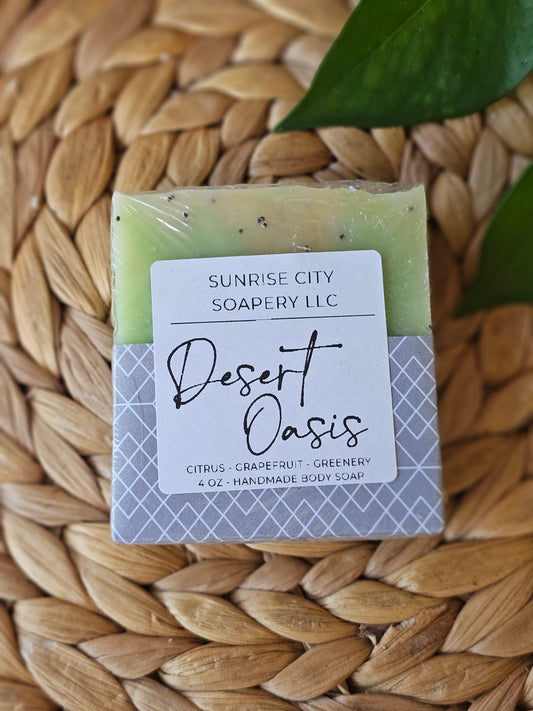 SUNRISE CITY
SOAPERY LLC
Desert
Oasis
CITRUS - GRAPEFRUIT - GREENERY
4 OZ - HANDMADE BODY SOAP